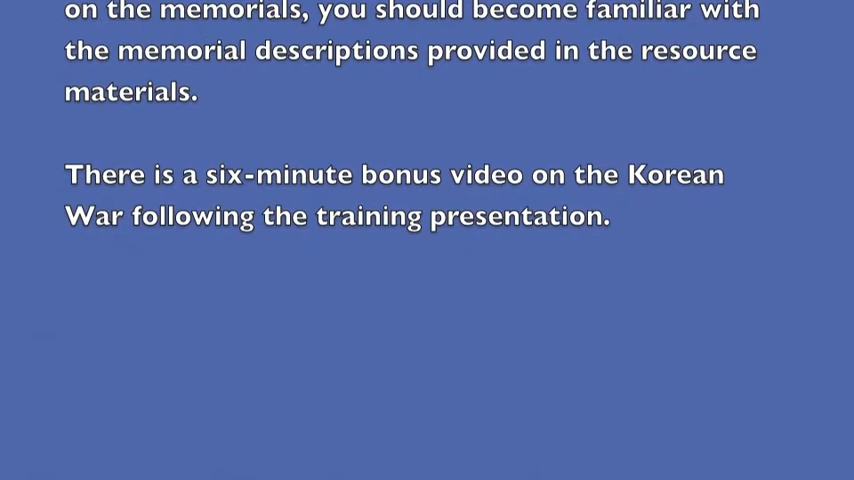 on the memorials, you should become familiar with
the memorial descriptions provided in the resource
materials.
There is a six-minute bonus video on the Korean
War following the training presentation.